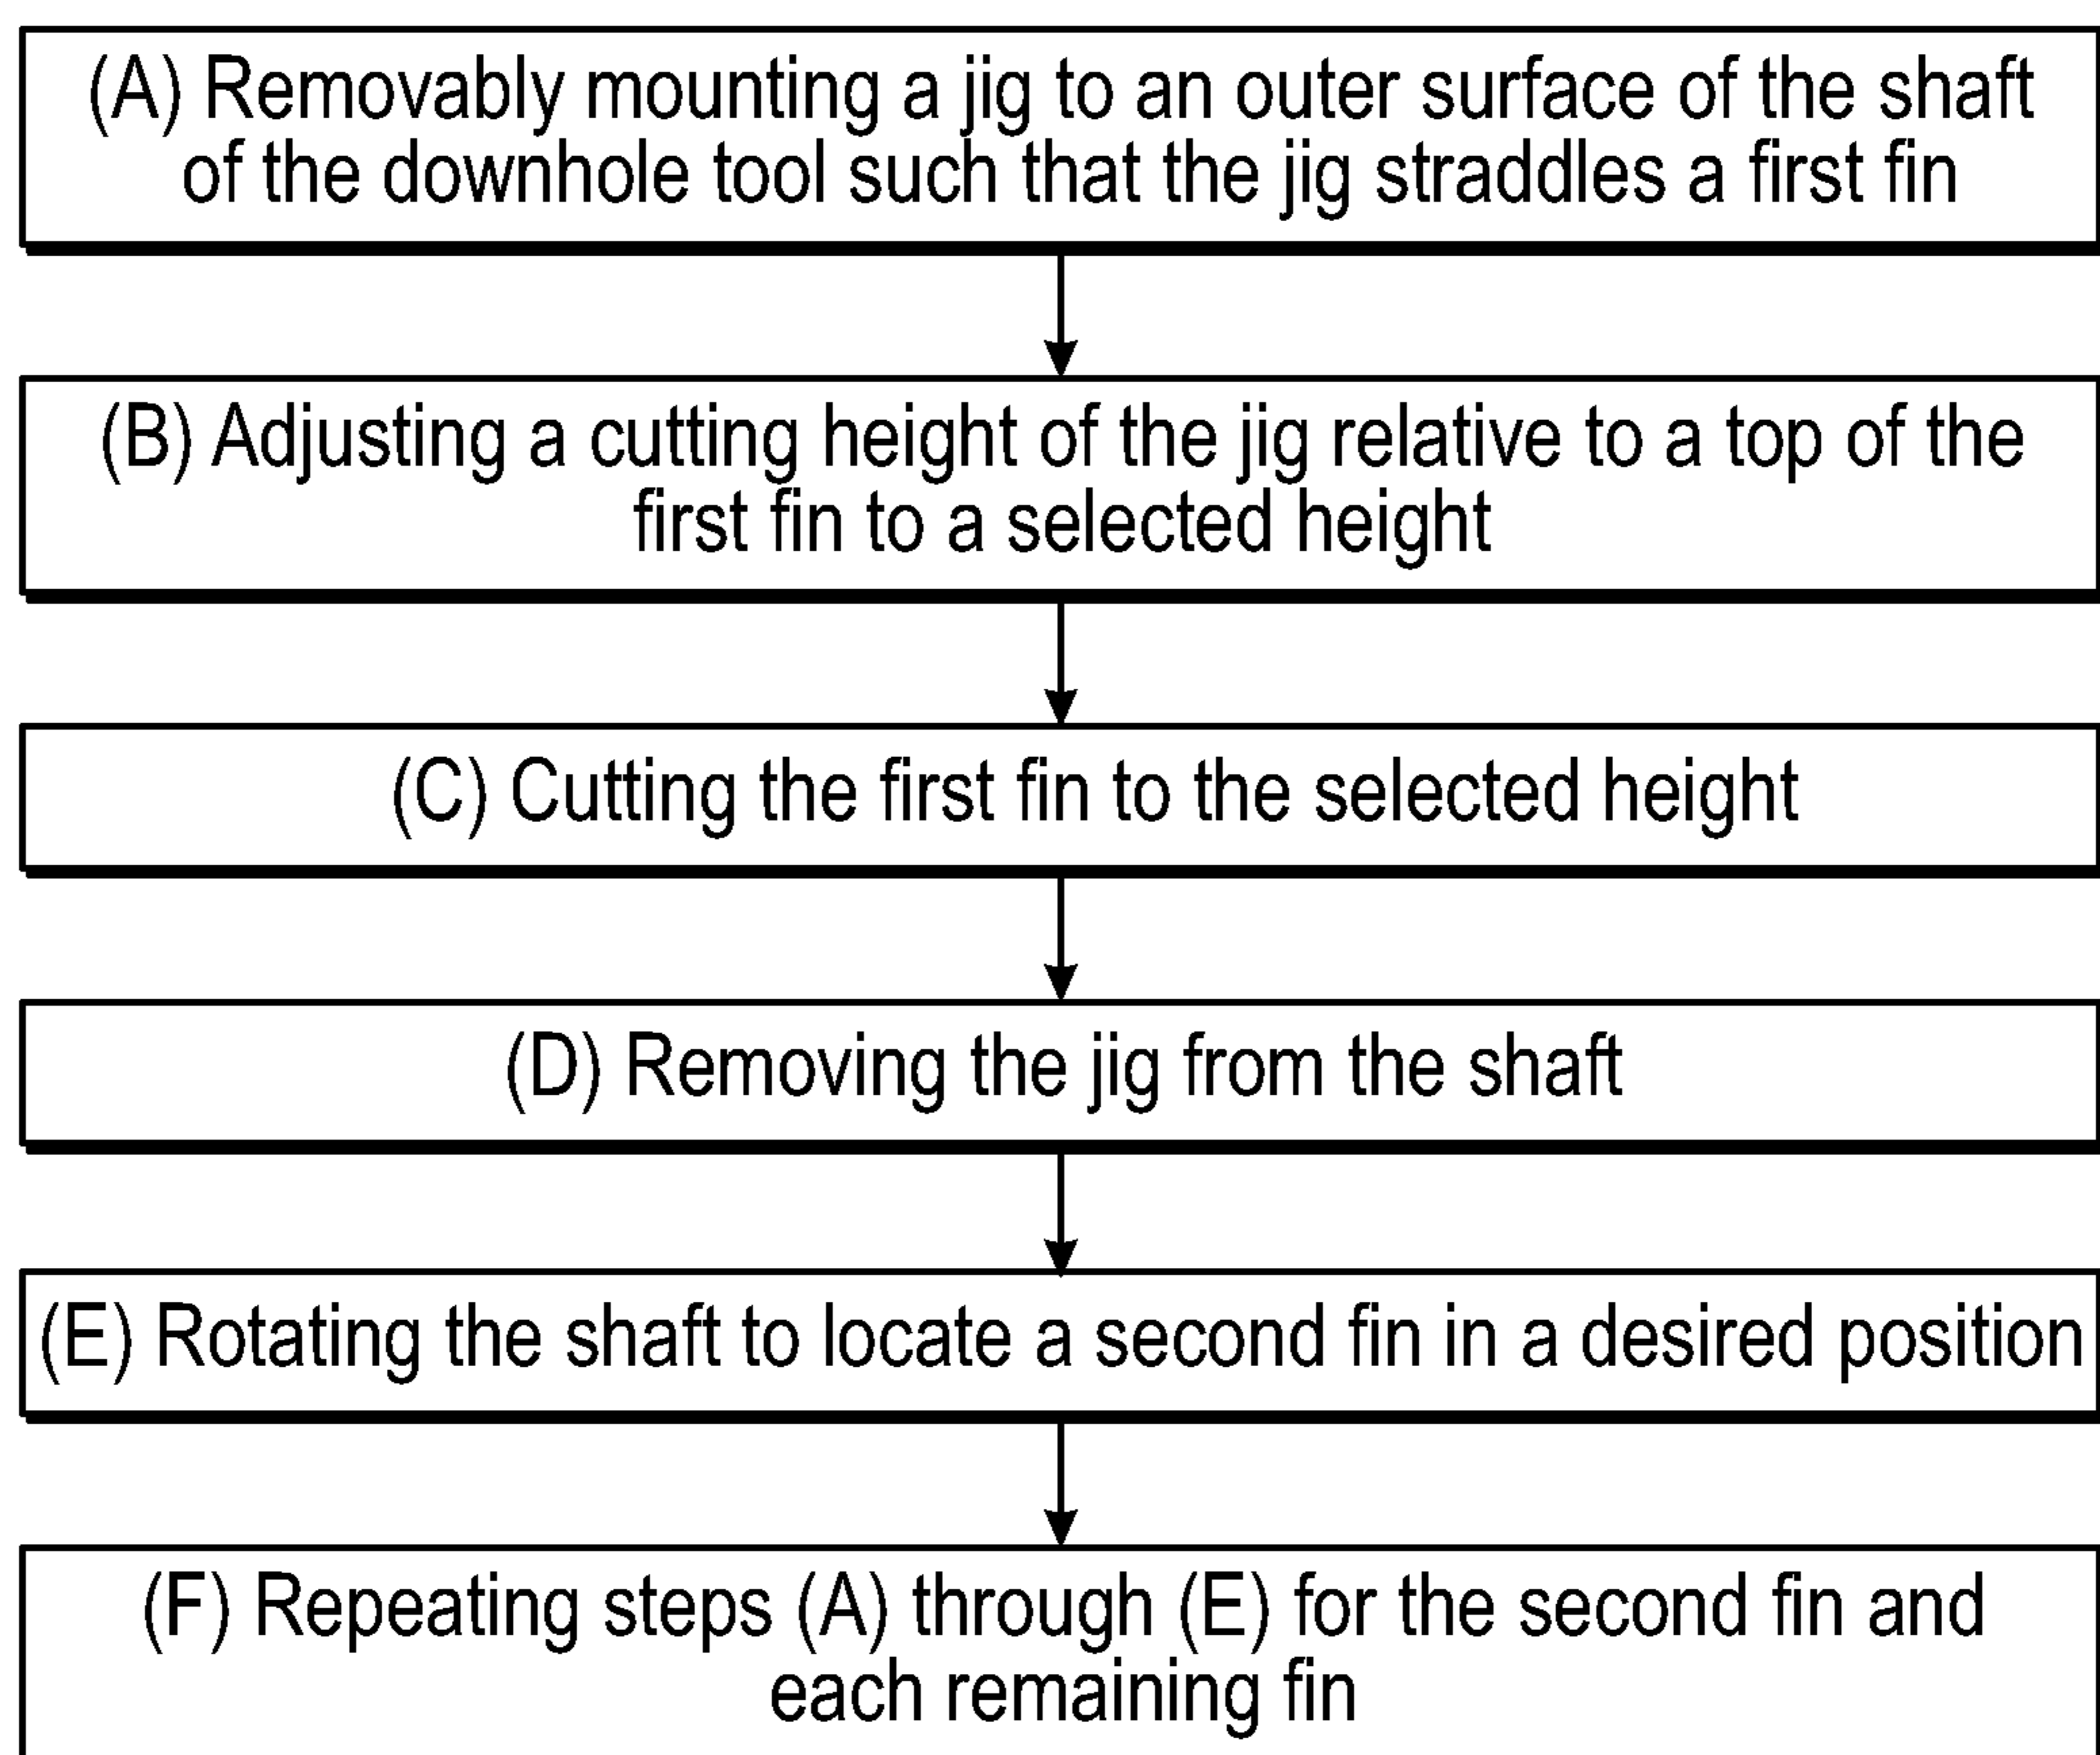 (A) Removably mounting a jig to an outer surface of the shaft
of the downhole tool such that the jig straddles a first fin
(B) Adjusting a cutting height of the jig relative to a top of the
first fin to a selected height
(C) Cutting the first fin to the selected height
(D) Removing the jig from the shaft
(E) Rotating the shaft to locate a second fin in a desired position
(F) Repeating steps (A) through (E) for the second fin and
each remaining fin